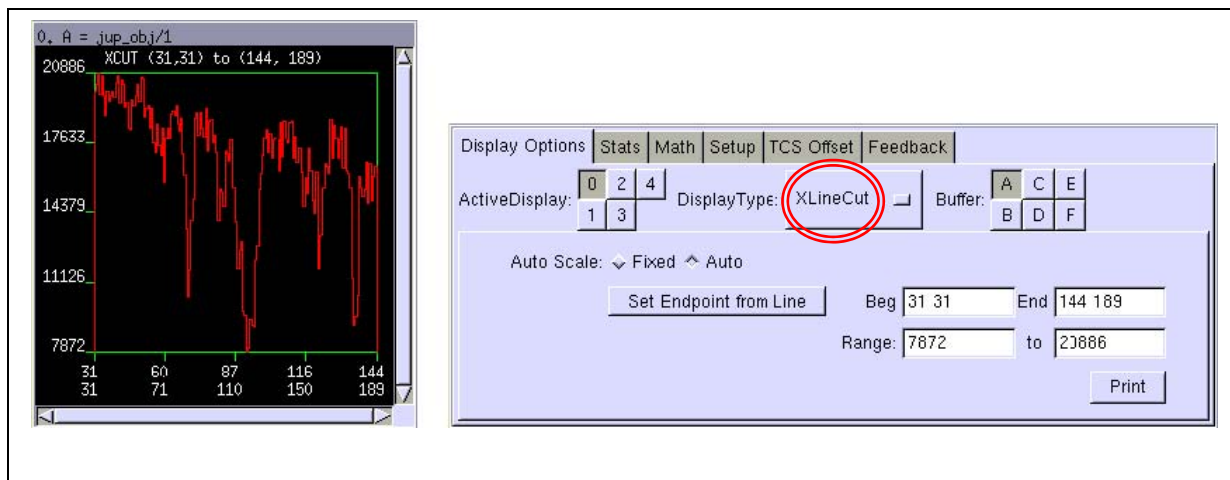 0, A = jup_obj/1
XCUT (31,31) to (144, 189)
20886
17633
14379
11126
7872
31 60 87 116 144
31 71 110 150 189
Display Options Stats Math Setup TCS Offset Feedback
ActiveDisplay: 0 2 4 1 3 DisplayType: XLineCut Buffer: A C E B D F
Auto Scale: Fixed Auto
Set Endpoint from Line Beg 31 31 End 144 189
Range: 7872 to 20886
Print